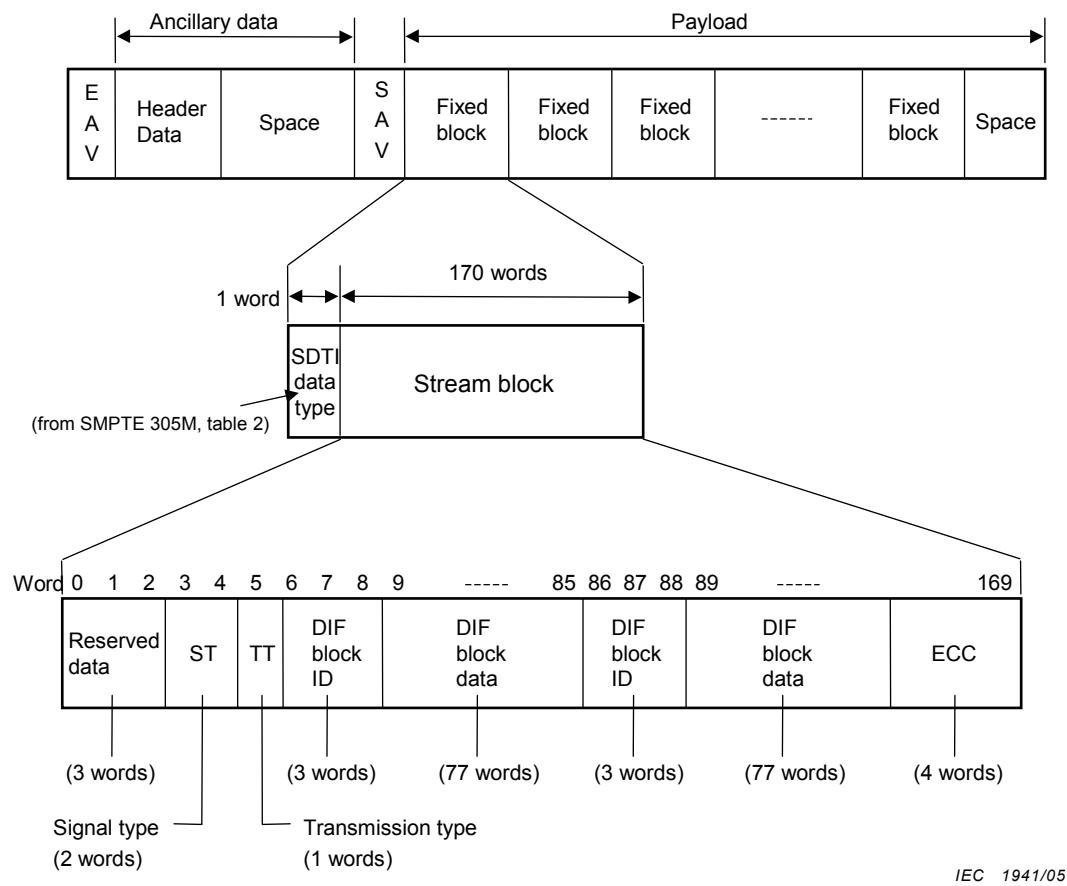 Ancillary data
Payload
E
A
V
Header
Data
Space
S
A
V
Fixed
block
Fixed
block
Fixed
block
------
Fixed
block
Space
170 words
1 word
SDTI
data
type
Stream block
(from SMPTE 305M, table 2)
Word 0 1 2 3 4 5 6 7 8 9 ----- 85 86 87 88 89 ----- 169
Reserved
data
ST
TT
DIF
block
ID
DIF
block
data
DIF
block
ID
DIF
block
data
ECC
(3 words) (3 words) (77 words) (3 words) (77 words) (4 words)
Signal type
(2 words)
Transmission type
(1 words)
IEC 1941/05